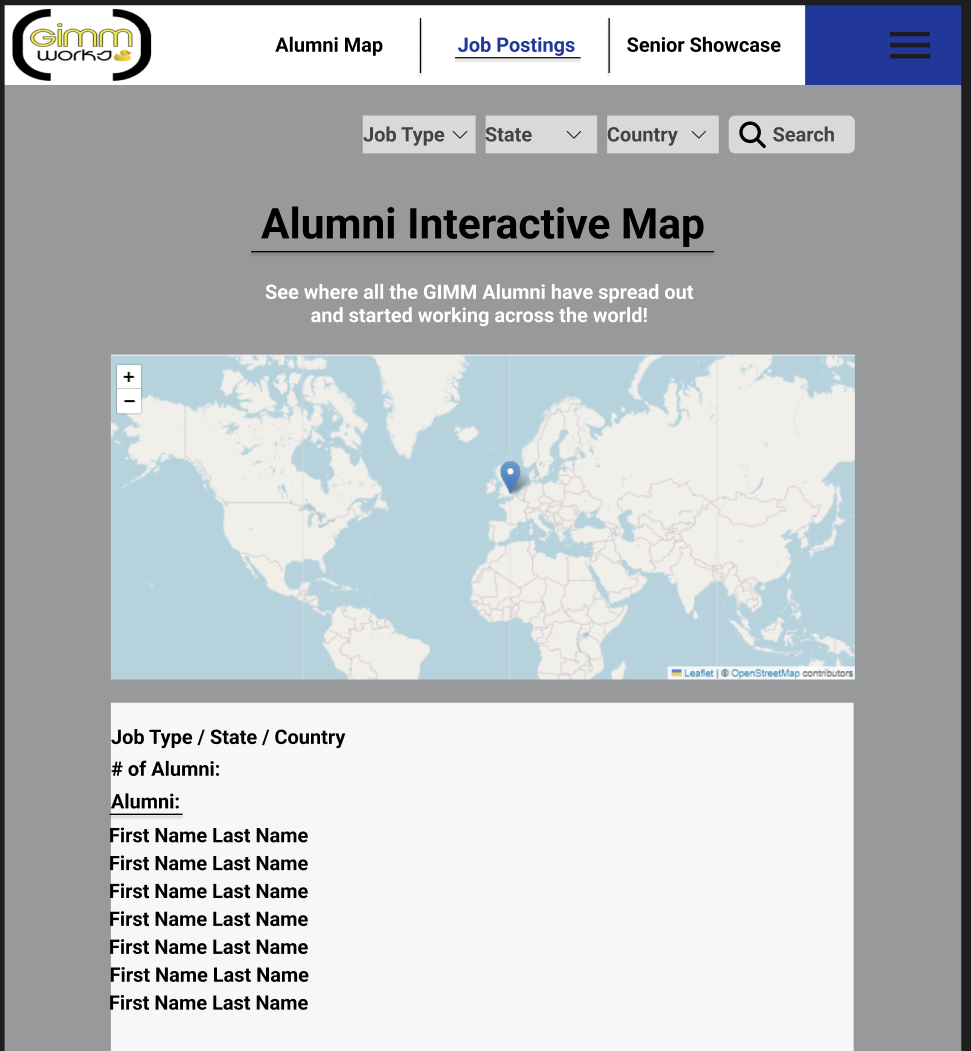 Gimm
works
Alumni Map
Job Postings
Senior Showcase
Job Type
State
Country
Search
Alumni Interactive Map
See where all the GIMM Alumni have spread out
and started working across the world!
+
−
Leaflet | © OpenStreetMap contributors
Job Type / State / Country
# of Alumni:
Alumni:
First Name Last Name
First Name Last Name
First Name Last Name
First Name Last Name
First Name Last Name
First Name Last Name
First Name Last Name